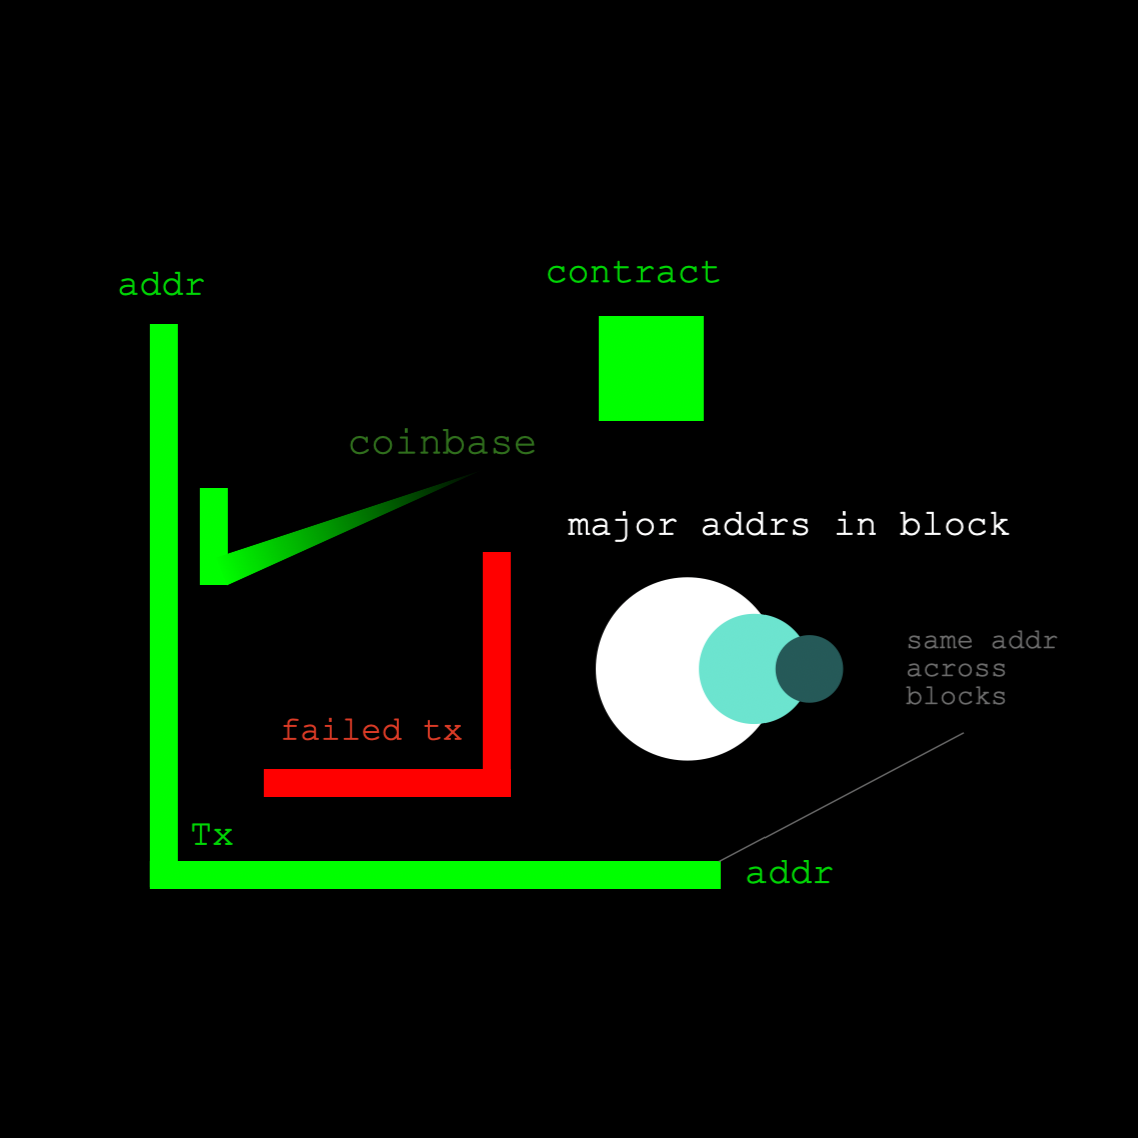 contract
addr
coinbase
major addrs in block
same addr
across
blocks
failed tx
Tx
addr